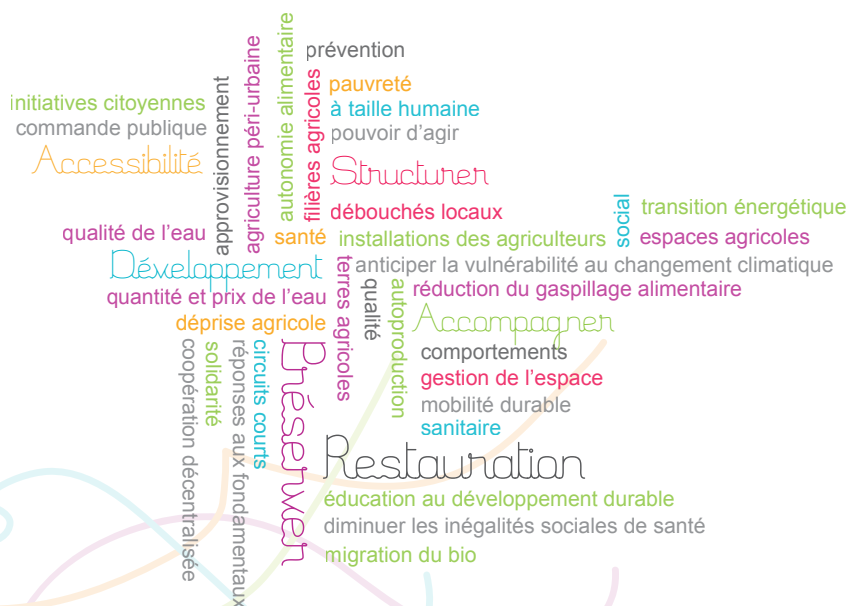 prévention
pauvreté
à taille humaine
pouvoir d'agir
initiatives citoyennes
commande publique
Accessibilité
approvisionnement
agriculture péri-urbaine
autonomie alimentaire
filières agricoles
Structurer
débouchés locaux
social
transition énergétique
qualité de l'eau
santé
installations des agriculteurs
espaces agricoles
Développement
terres agricoles
anticiper la vulnérabilité au changement climatique
quantité et prix de l'eau
qualité
autoproduction
réduction du gaspillage alimentaire
déprise agricole
Accompagner
comportements
gestion de l'espace
mobilité durable
sanitaire
coopération décentralisée
solidarité
réponses aux fondamentaux
circuits courts
Préserver
Restauration
éducation au développement durable
diminuer les inégalités sociales de santé
migration du bio